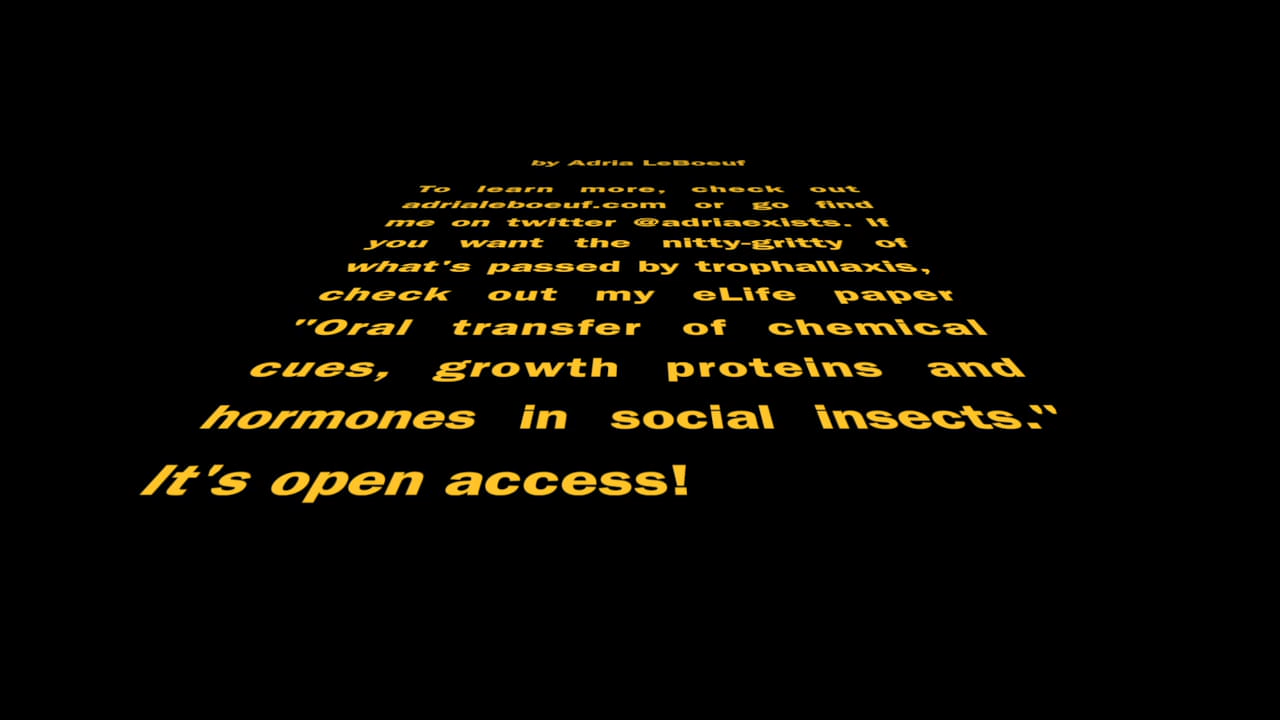 by Adria LeBoeuf
To learn more, check out
adrialeboeuf.com or go find
me on twitter @adriaexists. If
you want the nitty-gritty of
what's passed by trophallaxis,
check out my eLife paper
"Oral transfer of chemical
cues, growth proteins and
hormones in social insects."
It's open access!